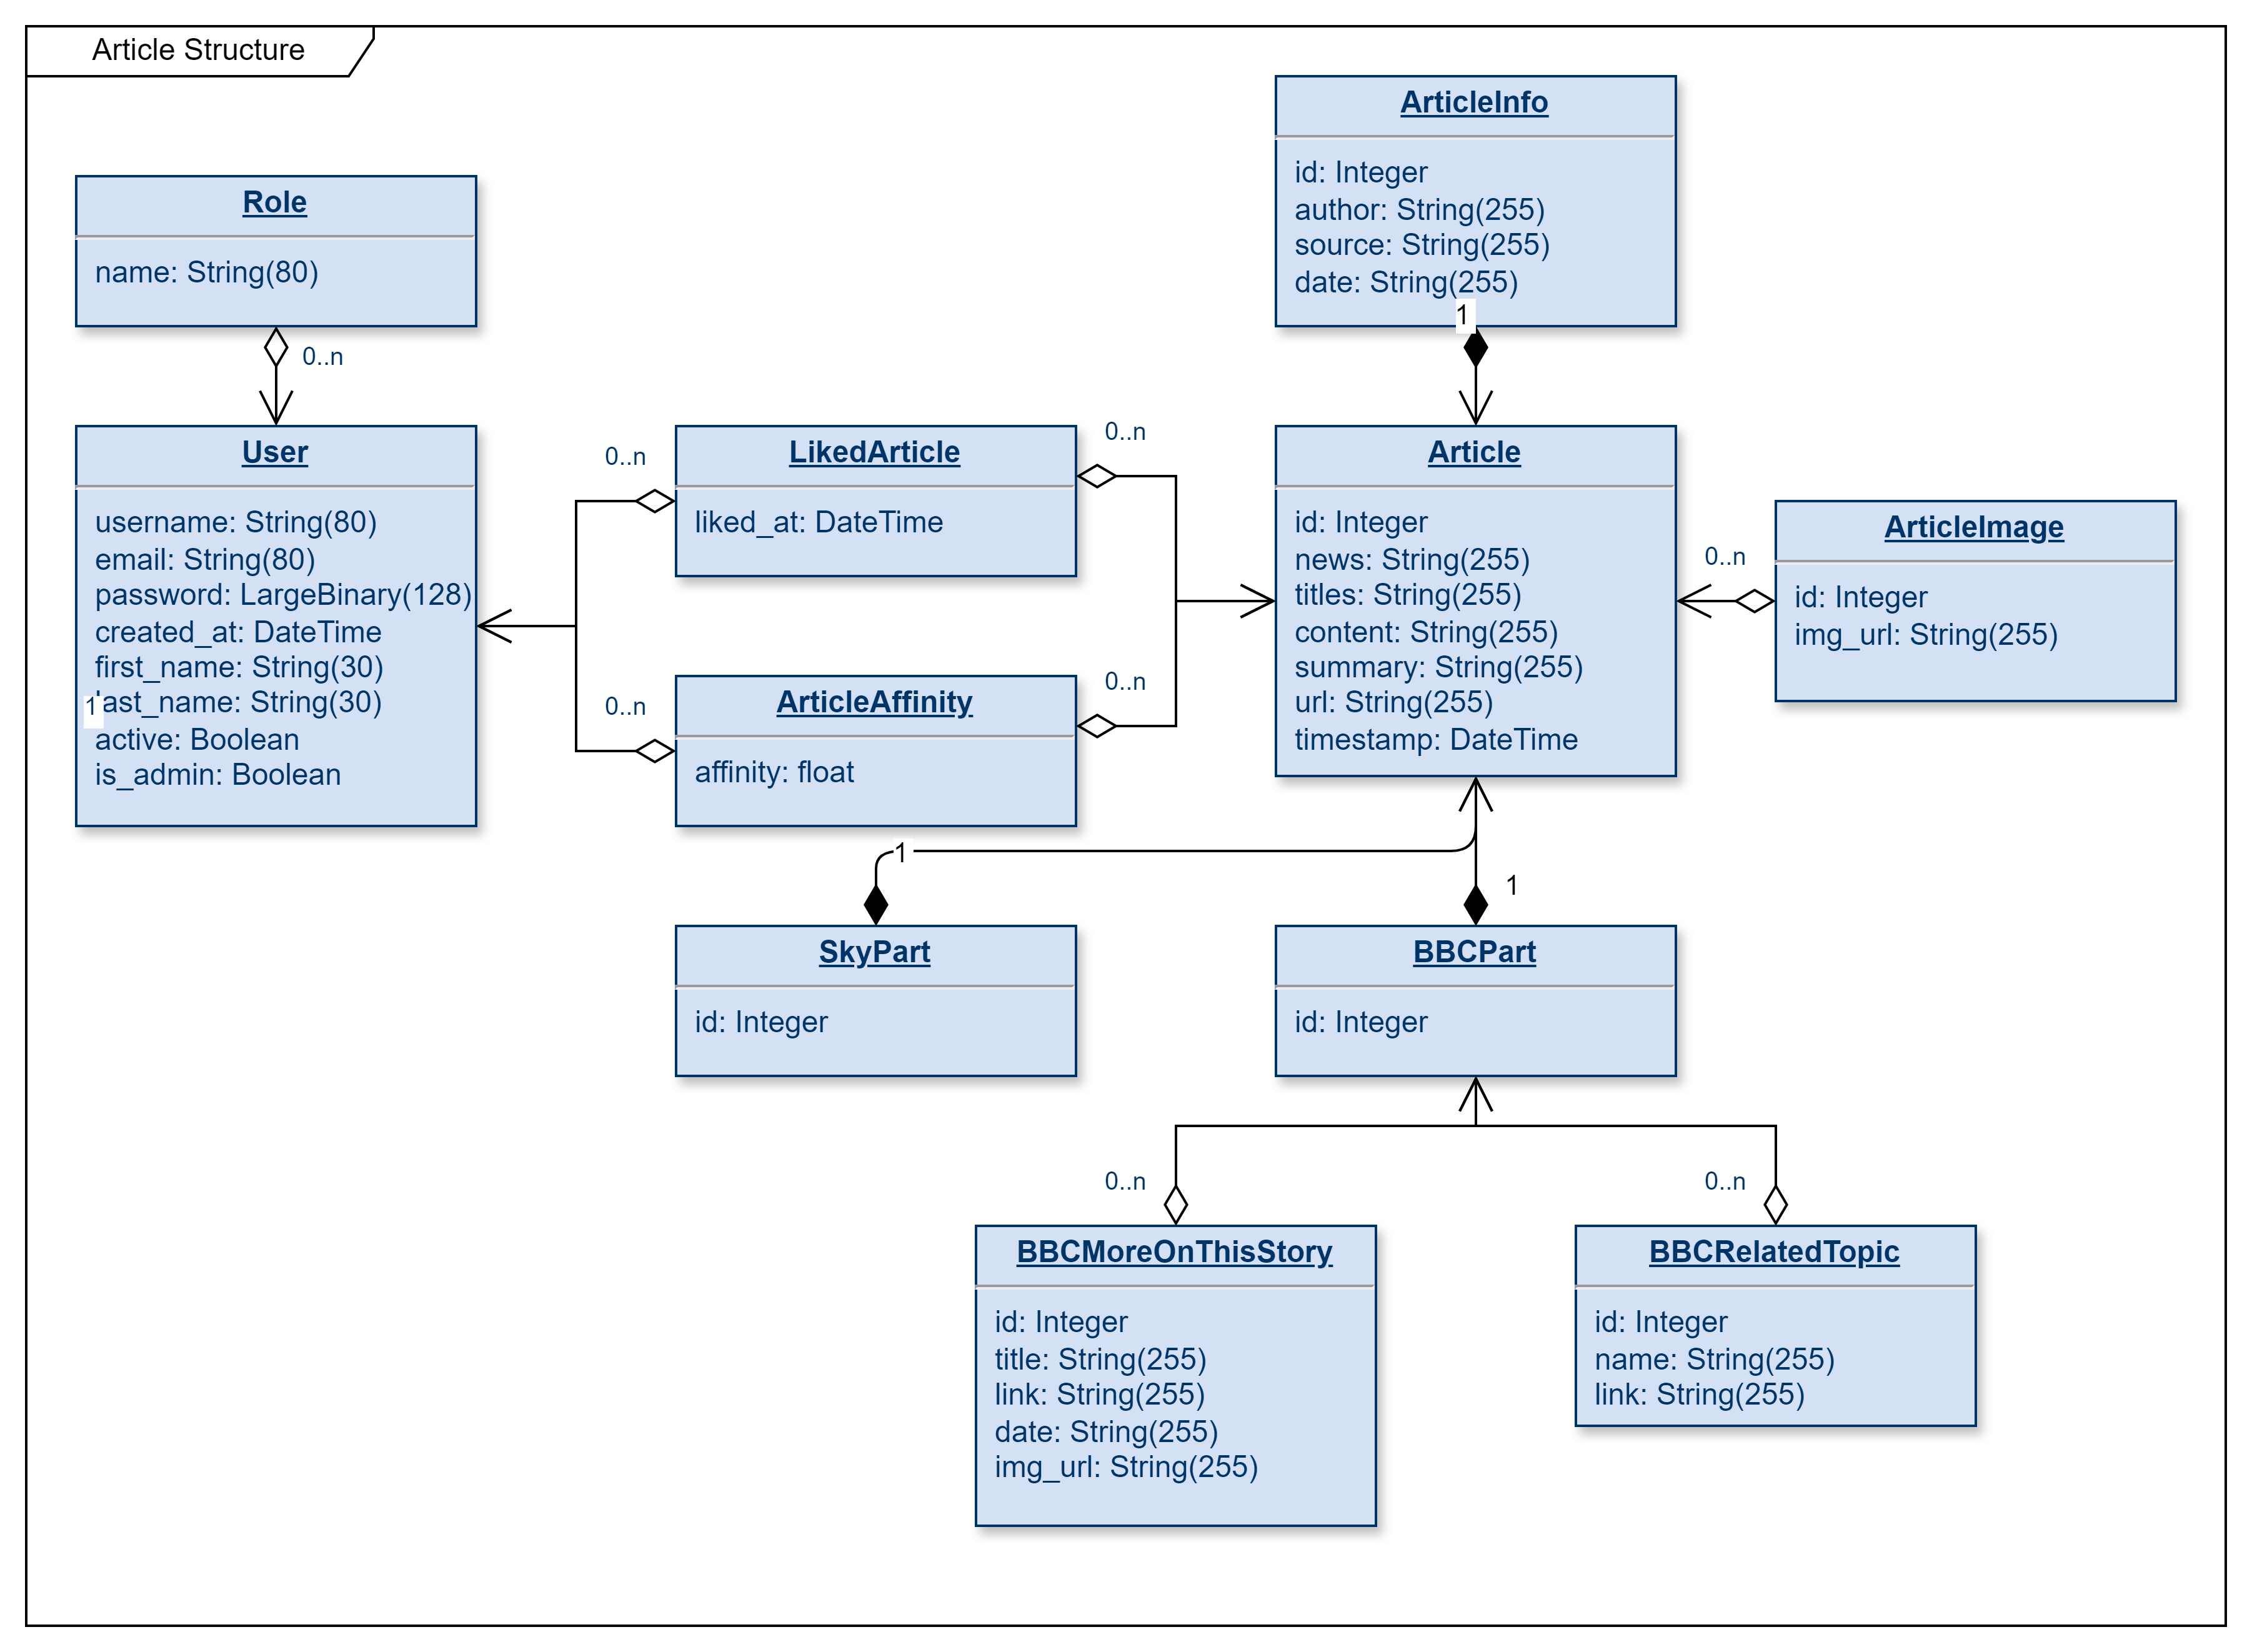 Article Structure
ArticleInfo
id: Integer
author: String(255)
source: String(255)
date: String(255)
1
Role
name: String(80)
0..n
User
username: String(80)
email: String(80)
password: LargeBinary(128)
created_at: DateTime
first_name: String(30)
last_name: String(30)
1
active: Boolean
is_admin: Boolean
0..n
LikedArticle
liked_at: DateTime
0..n
0..n
ArticleAffinity
affinity: float
0..n
Article
id: Integer
news: String(255)
titles: String(255)
content: String(255)
summary: String(255)
url: String(255)
timestamp: DateTime
0..n
ArticleImage
id: Integer
img_url: String(255)
1
1
SkyPart
id: Integer
BBCPart
id: Integer
0..n
0..n
BBCMoreOnThisStory
id: Integer
title: String(255)
link: String(255)
date: String(255)
img_url: String(255)
BBCRelatedTopic
id: Integer
name: String(255)
link: String(255)